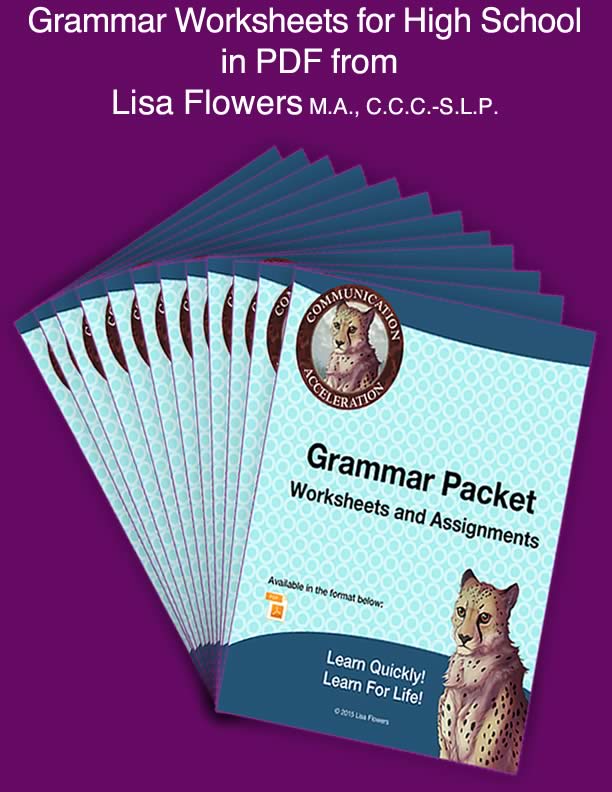 Grammar Worksheets for High School
in PDF from
Lisa Flowers M.A., C.C.C.-S.L.P.
COMMUNICATION
ACCELERATION
Grammar Packet
Worksheets and Assignments
Available in the format below:
PDF
Learn Quickly!
Learn For Life!
© 2015 Lisa Flowers